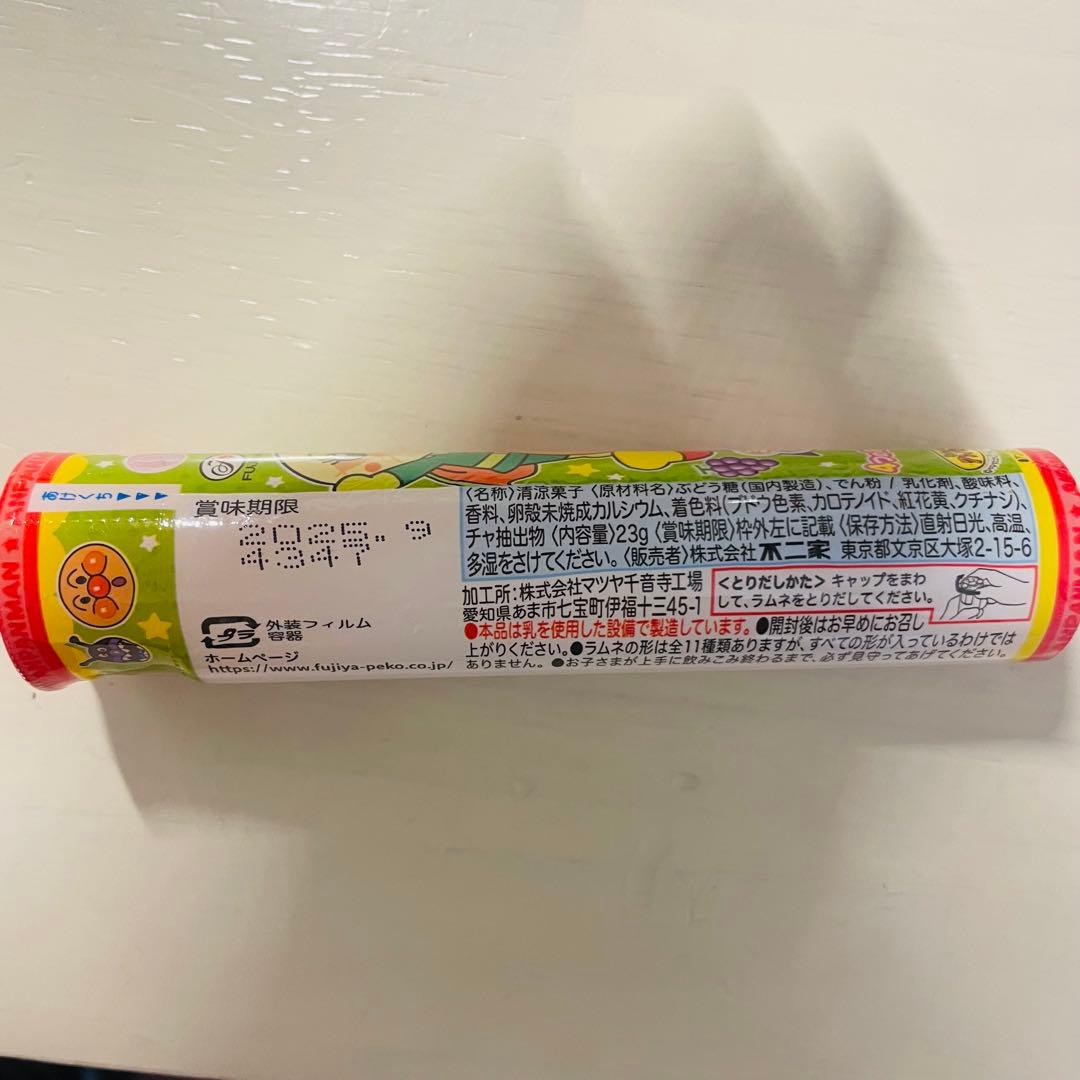 あけくち
賞味期限
2025. 9
〈名称〉清涼菓子〈原材料名〉ぶどう糖(国内製造)、でん粉 / 乳化剤、酸味料、
香料、卵殻未焼成カルシウム、着色料(ブドウ色素、カロテノイド、紅花黄、クチナシ)、
チャ抽出物〈内容量〉23g〈賞味期限〉枠外左に記載〈保存方法〉直射日光、高温、
多湿をさけてください。〈販売者〉株式会社 不二家 東京都文京区大塚2-15-6
加工所:株式会社マツヤ千音寺工場
愛知県あま市七宝町伊福十三45-1
<とりだしかた> キャップをまわ
して、ラムネをとりだしてください。
●本品は乳を使用した設備で製造しています。●開封後はお早めにお召し
上がりください。●ラムネの形は全11種類ありますが、すべての形が入っているわけでは
ありません。●お子さまが上手に飲みこみ終わるまで、必ず見守ってあげてください。
プラ
外装フィルム
容器
ホームページ
https://www.fujiya-peko.co.jp/